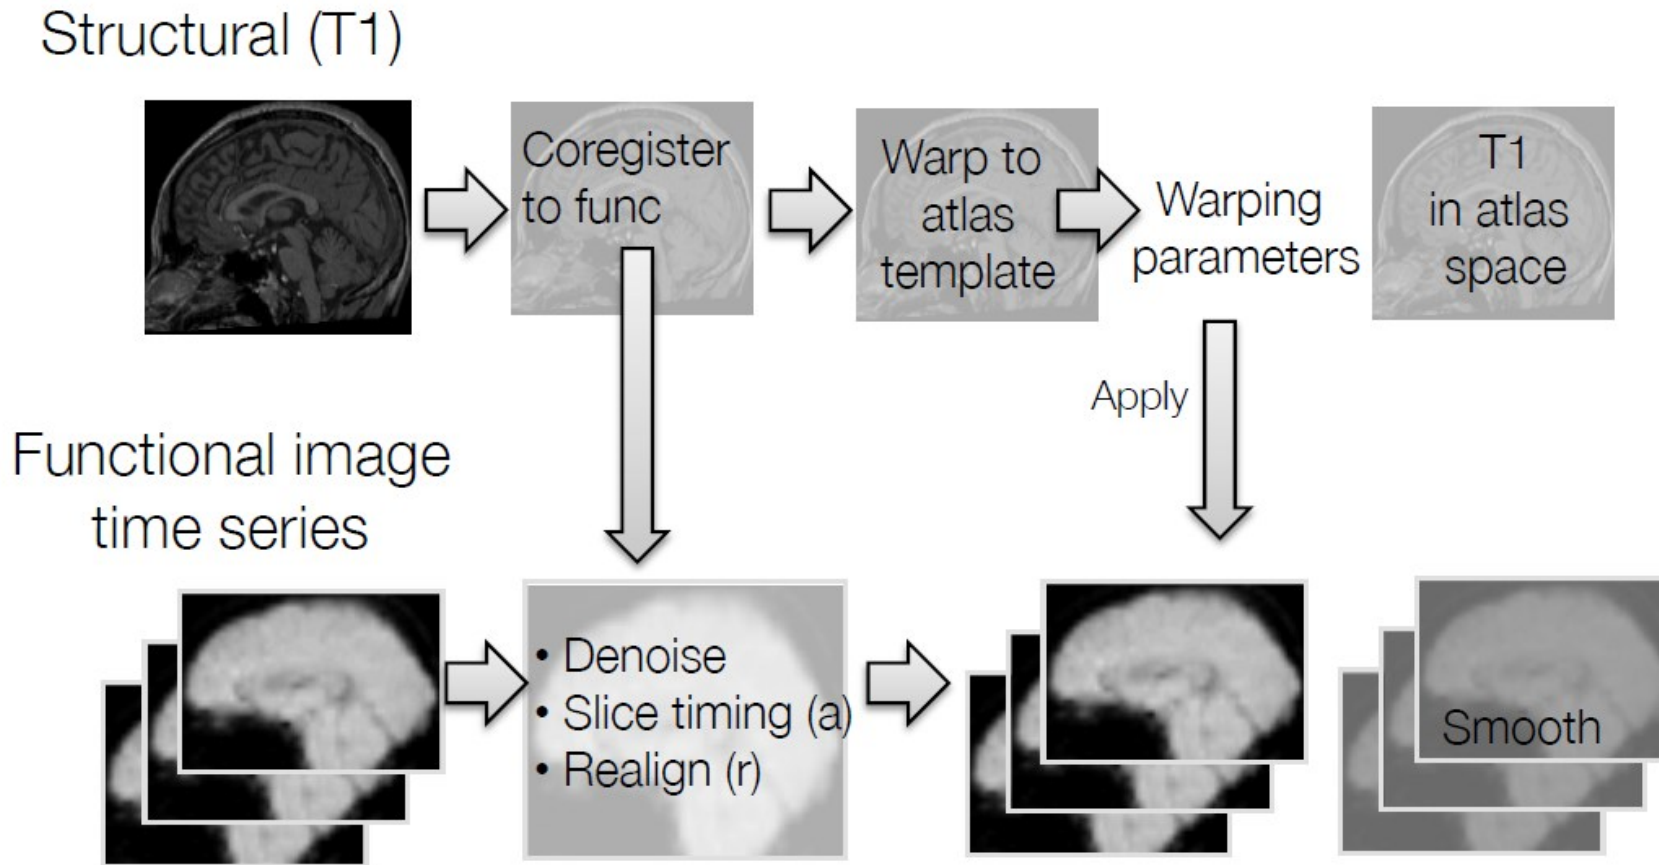 Structural (T1)
Coregister
to func
Warp to
atlas
template
Warping
parameters
T1
in atlas
space
Apply
Functional image
time series
• Denoise
• Slice timing (a)
• Realign (r)
Smooth